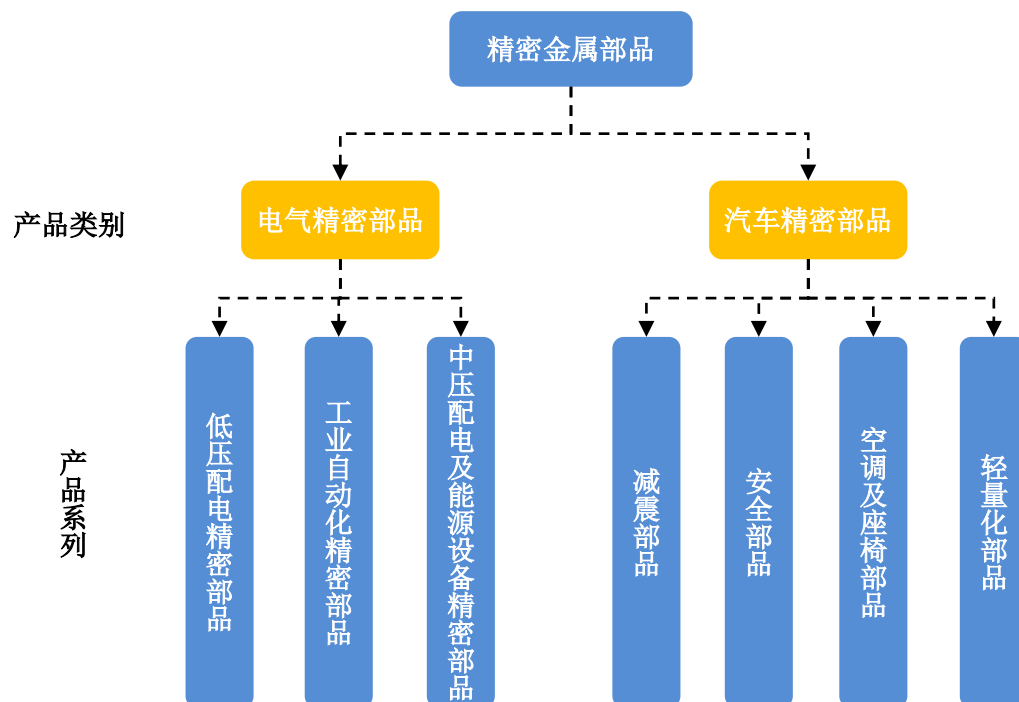 精密金属部品
产品类别
电气精密部品
汽车精密部品
产品系列
低压配电精密部品
工业自动化精密部品
中压配电及能源设备精密部品
减震部品
安全部品
空调及座椅部品
轻量化部品